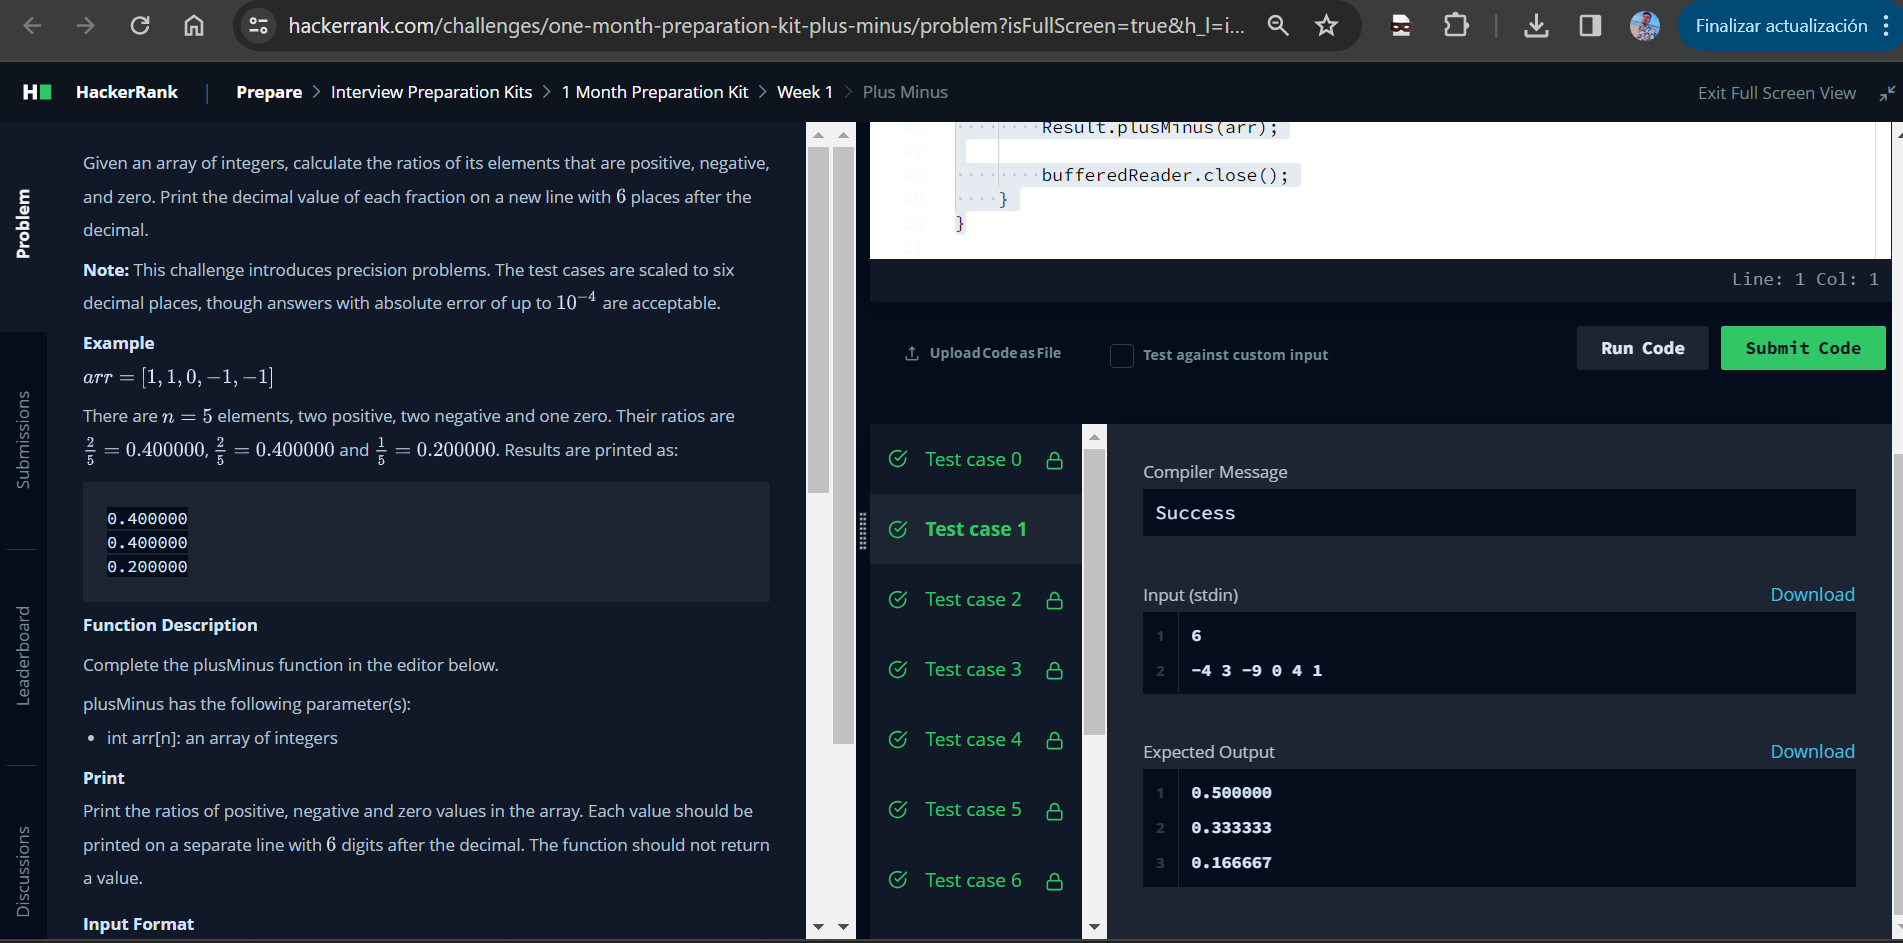 hackerrank.com/challenges/one-month-preparation-kit-plus-minus/problem?isFullScreen=true&h_l=i...
Finalizar actualización
H
HackerRank
Prepare > Interview Preparation Kits > 1 Month Preparation Kit > Week 1 > Plus Minus
Exit Full Screen View
Problem
Submissions
Leaderboard
Discussions
Given an array of integers, calculate the ratios of its elements that are positive, negative,
and zero. Print the decimal value of each fraction on a new line with 6 places after the
decimal.
Note: This challenge introduces precision problems. The test cases are scaled to six
decimal places, though answers with absolute error of up to 10⁻⁴ are acceptable.
Example
arr = [1, 1, 0, −1, −1]
There are n = 5 elements, two positive, two negative and one zero. Their ratios are
2/5 = 0.400000, 2/5 = 0.400000 and 1/5 = 0.200000. Results are printed as:
0.400000
0.400000
0.200000
Function Description
Complete the plusMinus function in the editor below.
plusMinus has the following parameter(s):
• int arr[n]: an array of integers
Print
Print the ratios of positive, negative and zero values in the array. Each value should be
printed on a separate line with 6 digits after the decimal. The function should not return
a value.
Input Format
46 Result.plusMinus(arr);
47
48 bufferedReader.close();
49 }
50 }
51
Line: 1 Col: 1
Upload Code as File
Test against custom input
Run Code
Submit Code
Test case 0
Test case 1
Test case 2
Test case 3
Test case 4
Test case 5
Test case 6
Compiler Message
Success
Input (stdin)
Download
1 6
2 -4 3 -9 0 4 1
Expected Output
Download
1 0.500000
2 0.333333
3 0.166667